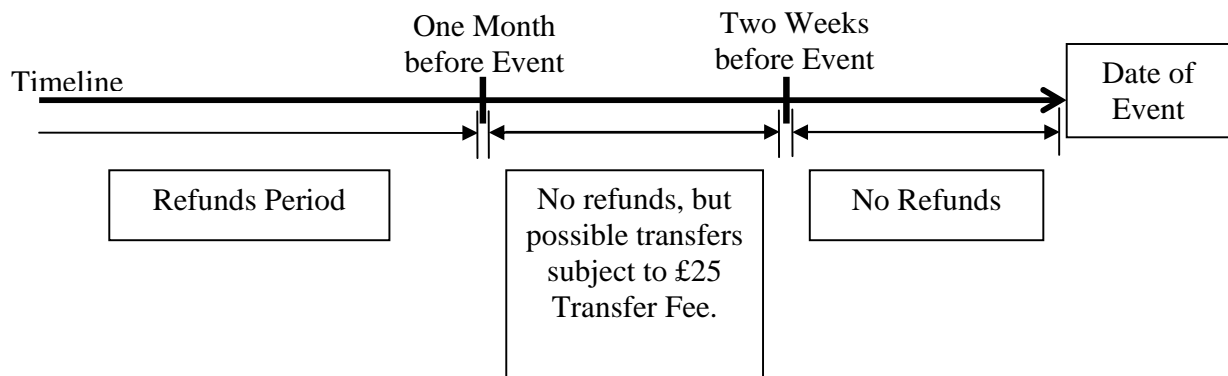 One Month
before Event
Two Weeks
before Event
Timeline
Date of
Event
Refunds Period
No refunds, but
possible transfers
subject to £25
Transfer Fee.
No Refunds